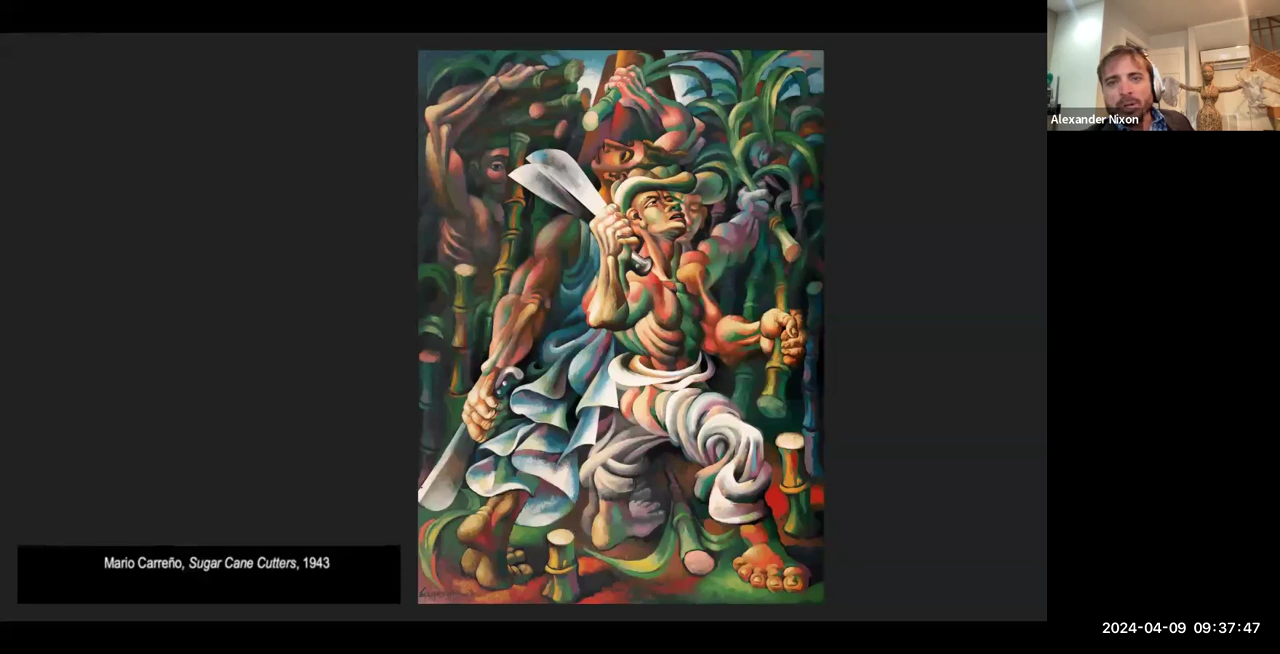 Alexander Nixon
Mario Carreño, Sugar Cane Cutters, 1943
2024-04-09 09:37:47